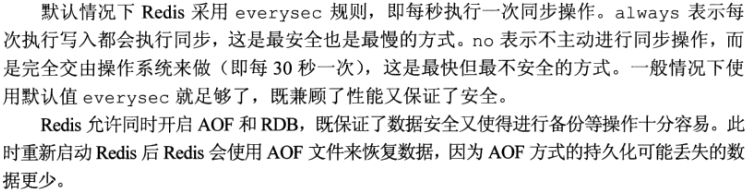 默认情况下 Redis 采用 everysec 规则，即每秒执行一次同步操作。always 表示每
次执行写入都会执行同步，这是最安全也是最慢的方式。no 表示不主动进行同步操作，而
是完全交由操作系统来做（即每 30 秒一次），这是最快但最不安全的方式。一般情况下使
用默认值 everysec 就足够了，既兼顾了性能又保证了安全。
Redis 允许同时开启 AOF 和 RDB，既保证了数据安全又使得进行备份等操作十分容易。此
时重新启动 Redis 后 Redis 会使用 AOF 文件来恢复数据，因为 AOF 方式的持久化可能丢失的数
据更少。